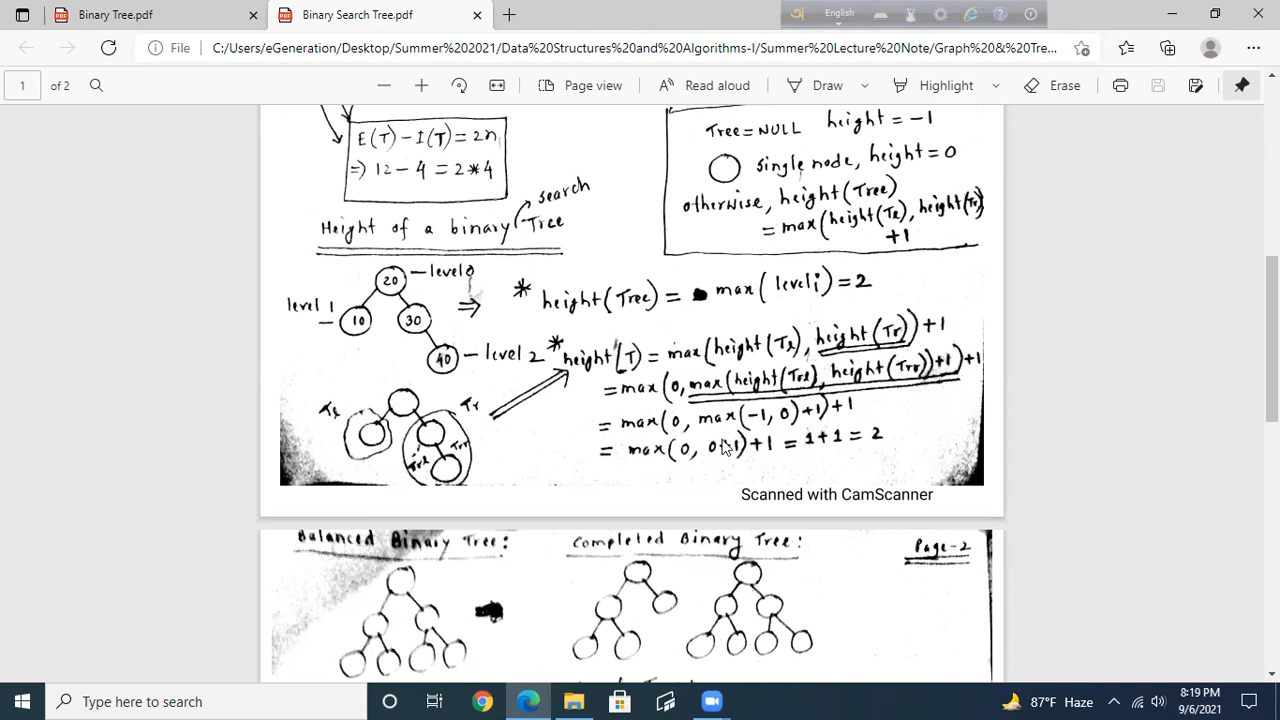 Binary Tree.pdf
Binary Search Tree.pdf
English
File
C:/Users/eGeneration/Desktop/Summer%202021/Data%20Structures%20and%20Algorithms-I/Summer%20Lecture%20Note/Graph%20&%20Tre...
1 of 2
Page view
Read aloud
Draw
Highlight
Erase
E(T) - I(T) = 2n
=) 12 - 4 = 2 * 4
Tree = NULL height = -1
single node, height = 0
otherwise, height (Tree)
= max (height (Tl), height (Tr)
+1
search
Height of a binary Tree
20 - level 0
level 1
10 30
40 - level 2
* height (Tree) = max (level i) = 2
* height (T) = max (height (Tl), height (Tr)) + 1
= max (0, max (height (Trl), height (Trr)) +1) +1
= max (0, max (-1, 0) +1) +1
= max (0, 0+1) +1 = 1+1 = 2
Tl Tr
Trl Trr
Scanned with CamScanner
Balanced Binary Tree:
Completed Binary Tree:
Page-2
Type here to search
87°F Haze
8:19 PM
9/6/2021